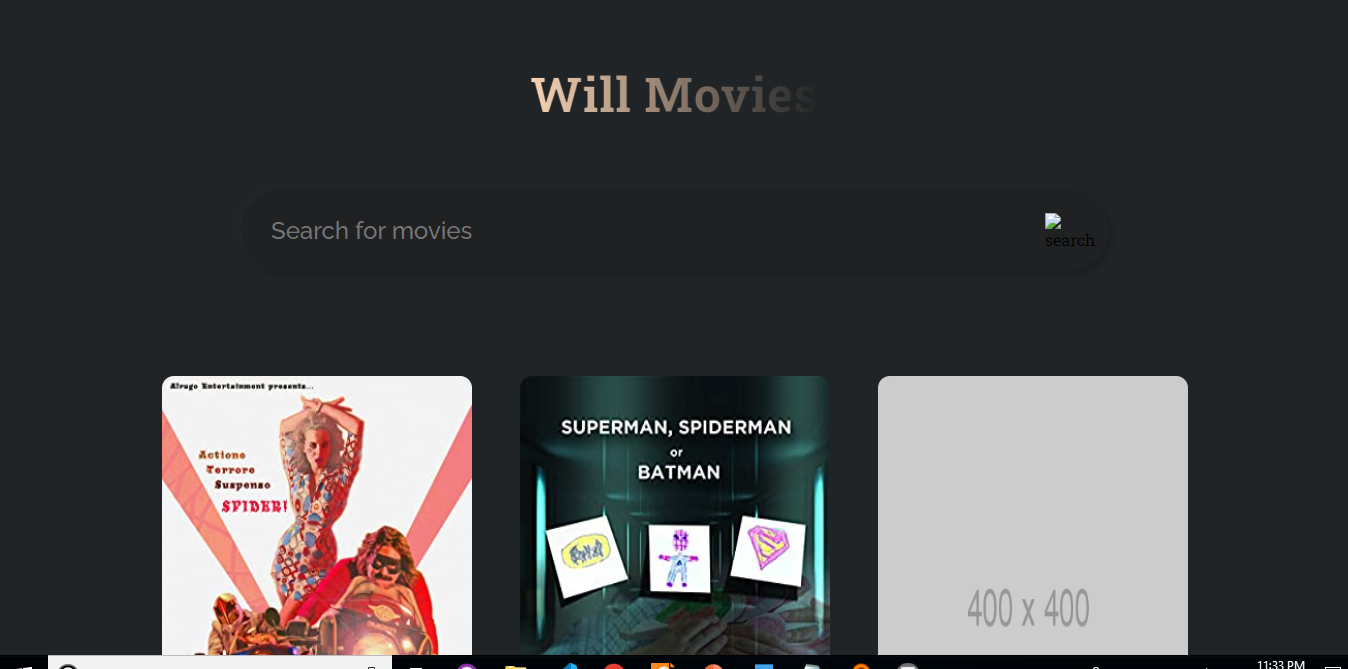 Will Movies
Search for movies
search
Alrugo Entertainment presents...
Actione
Terrore
Suspenso
SPIDER!
SUPERMAN, SPIDERMAN
or
BATMAN
400 x 400
11:33 PM